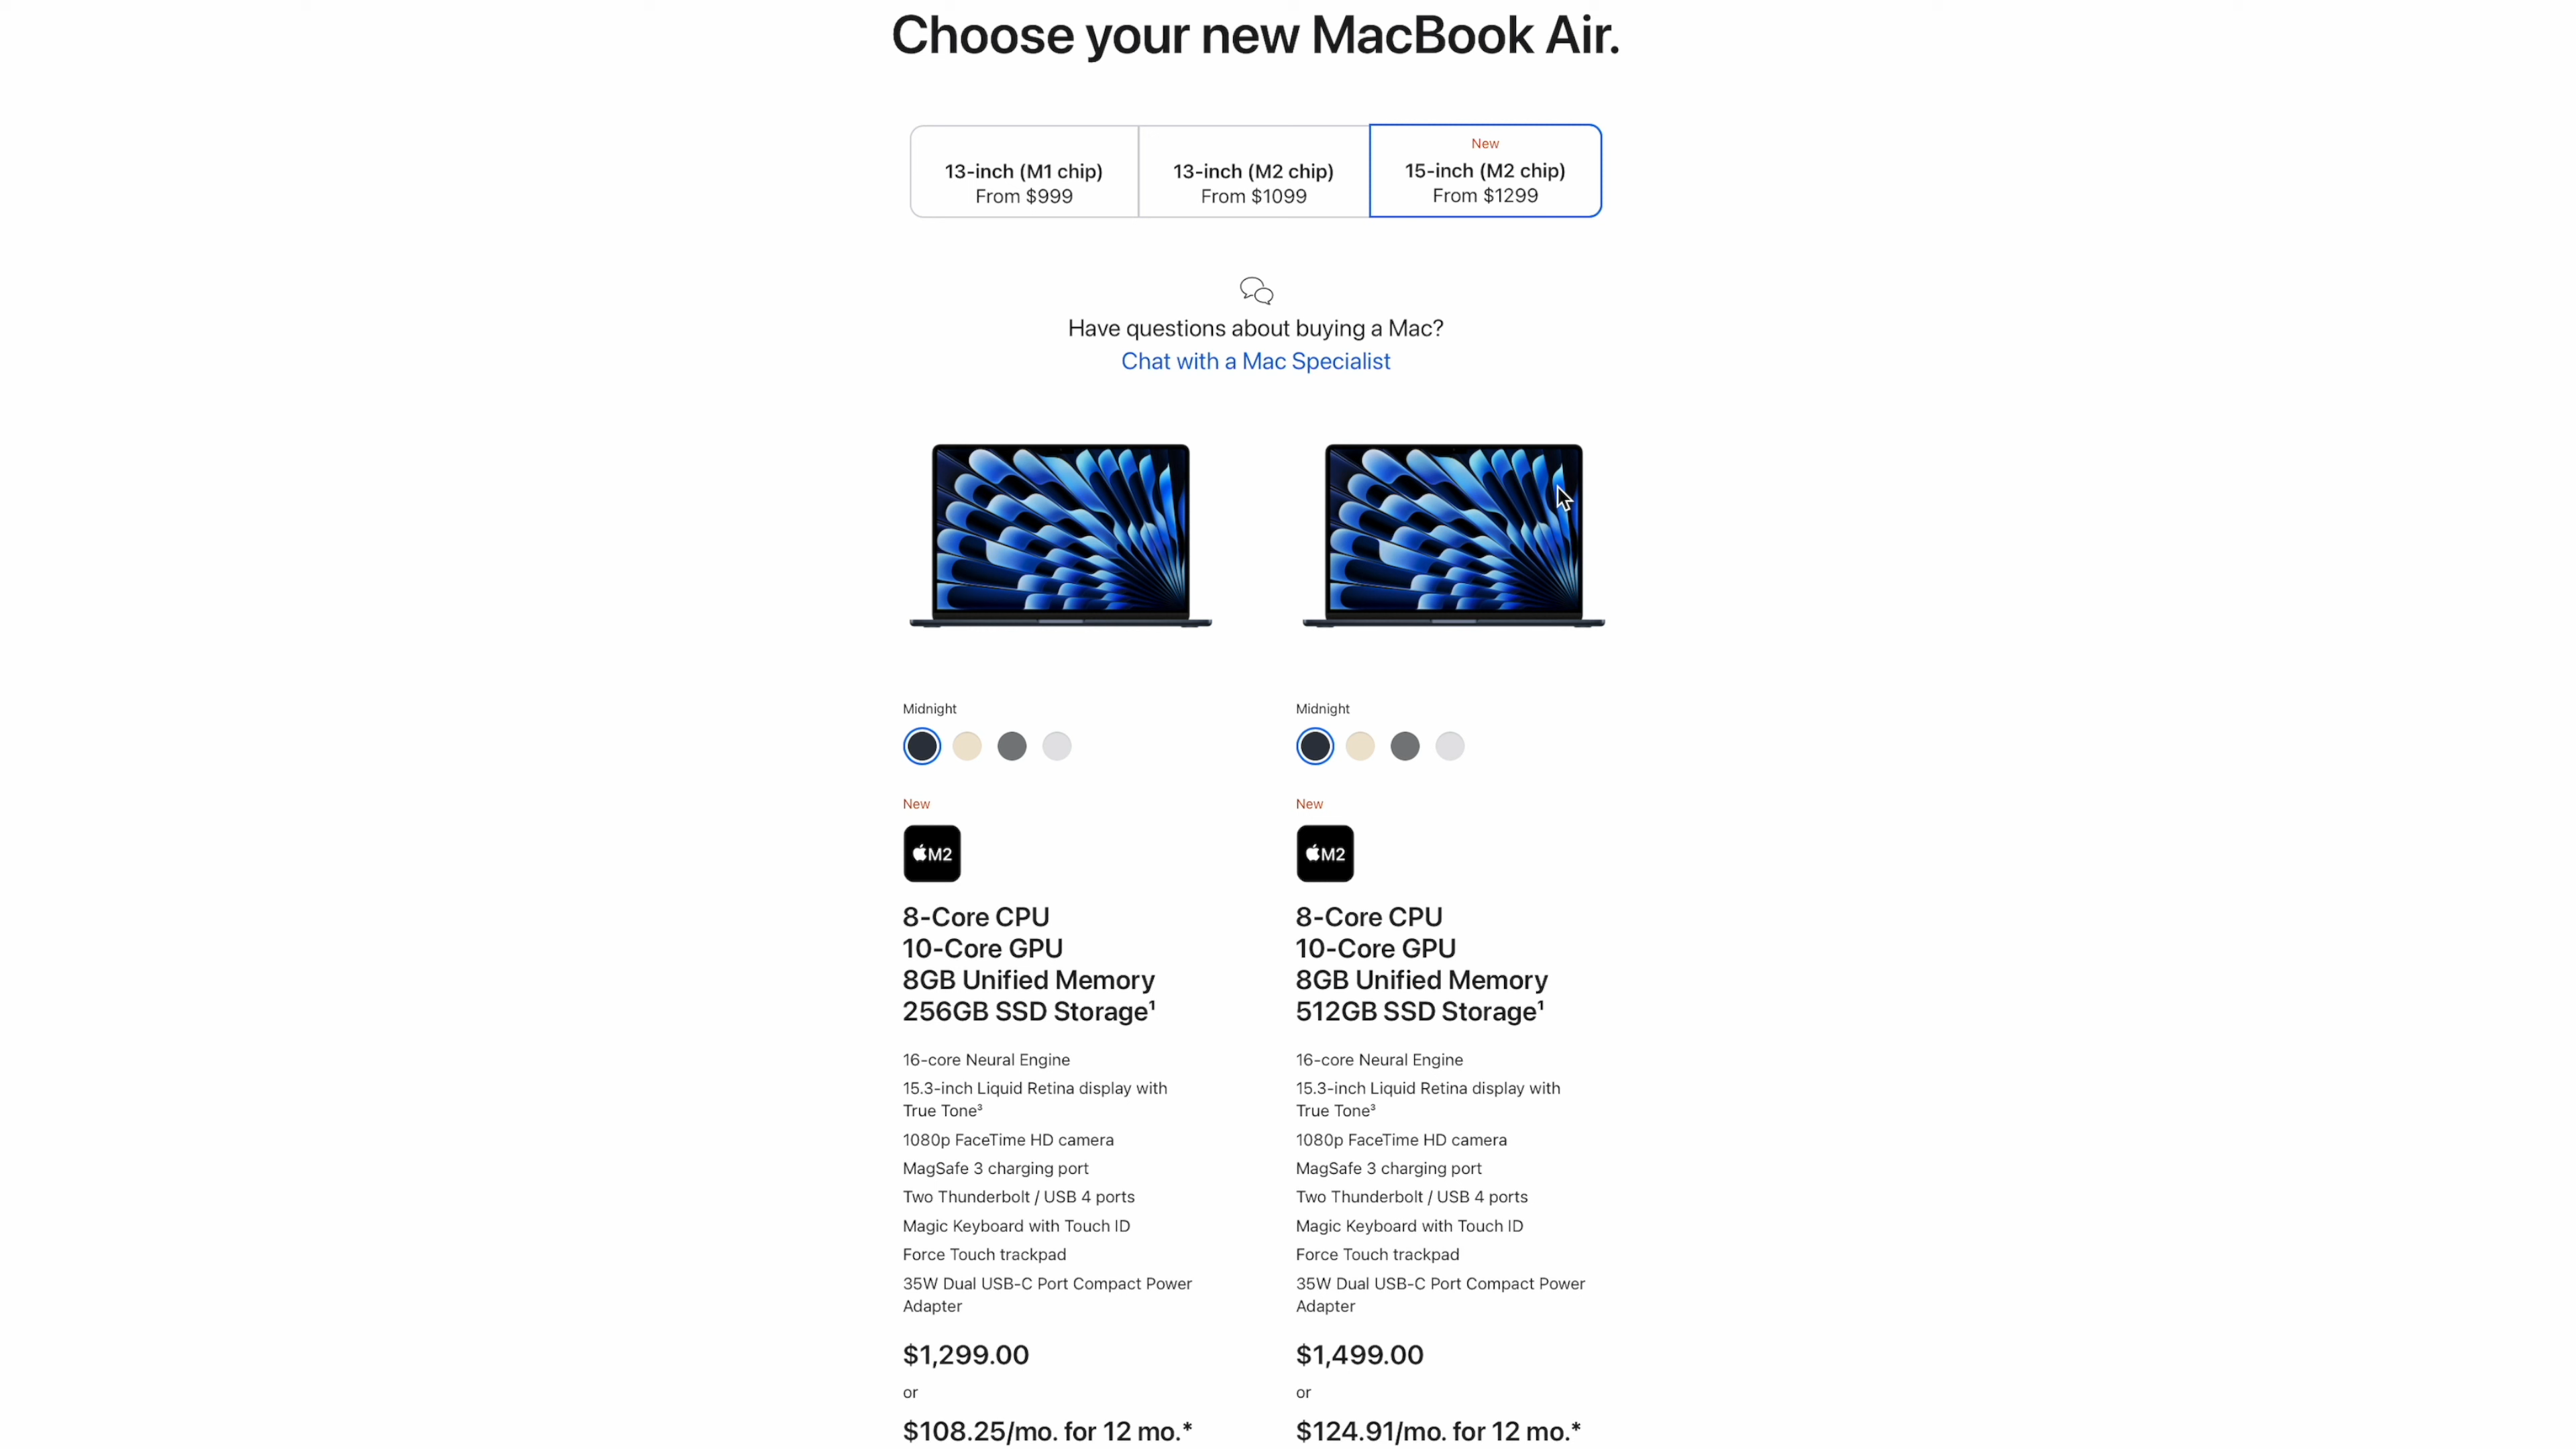 Choose your new MacBook Air.
13-inch (M1 chip)
From $999
13-inch (M2 chip)
From $1099
New
15-inch (M2 chip)
From $1299
Have questions about buying a Mac?
Chat with a Mac Specialist
Midnight
New
M2
8-Core CPU
10-Core GPU
8GB Unified Memory
256GB SSD Storage¹
16-core Neural Engine
15.3-inch Liquid Retina display with
True Tone³
1080p FaceTime HD camera
MagSafe 3 charging port
Two Thunderbolt / USB 4 ports
Magic Keyboard with Touch ID
Force Touch trackpad
35W Dual USB-C Port Compact Power
Adapter
$1,299.00
or
$108.25/mo. for 12 mo.*
Midnight
New
M2
8-Core CPU
10-Core GPU
8GB Unified Memory
512GB SSD Storage¹
16-core Neural Engine
15.3-inch Liquid Retina display with
True Tone³
1080p FaceTime HD camera
MagSafe 3 charging port
Two Thunderbolt / USB 4 ports
Magic Keyboard with Touch ID
Force Touch trackpad
35W Dual USB-C Port Compact Power
Adapter
$1,499.00
or
$124.91/mo. for 12 mo.*